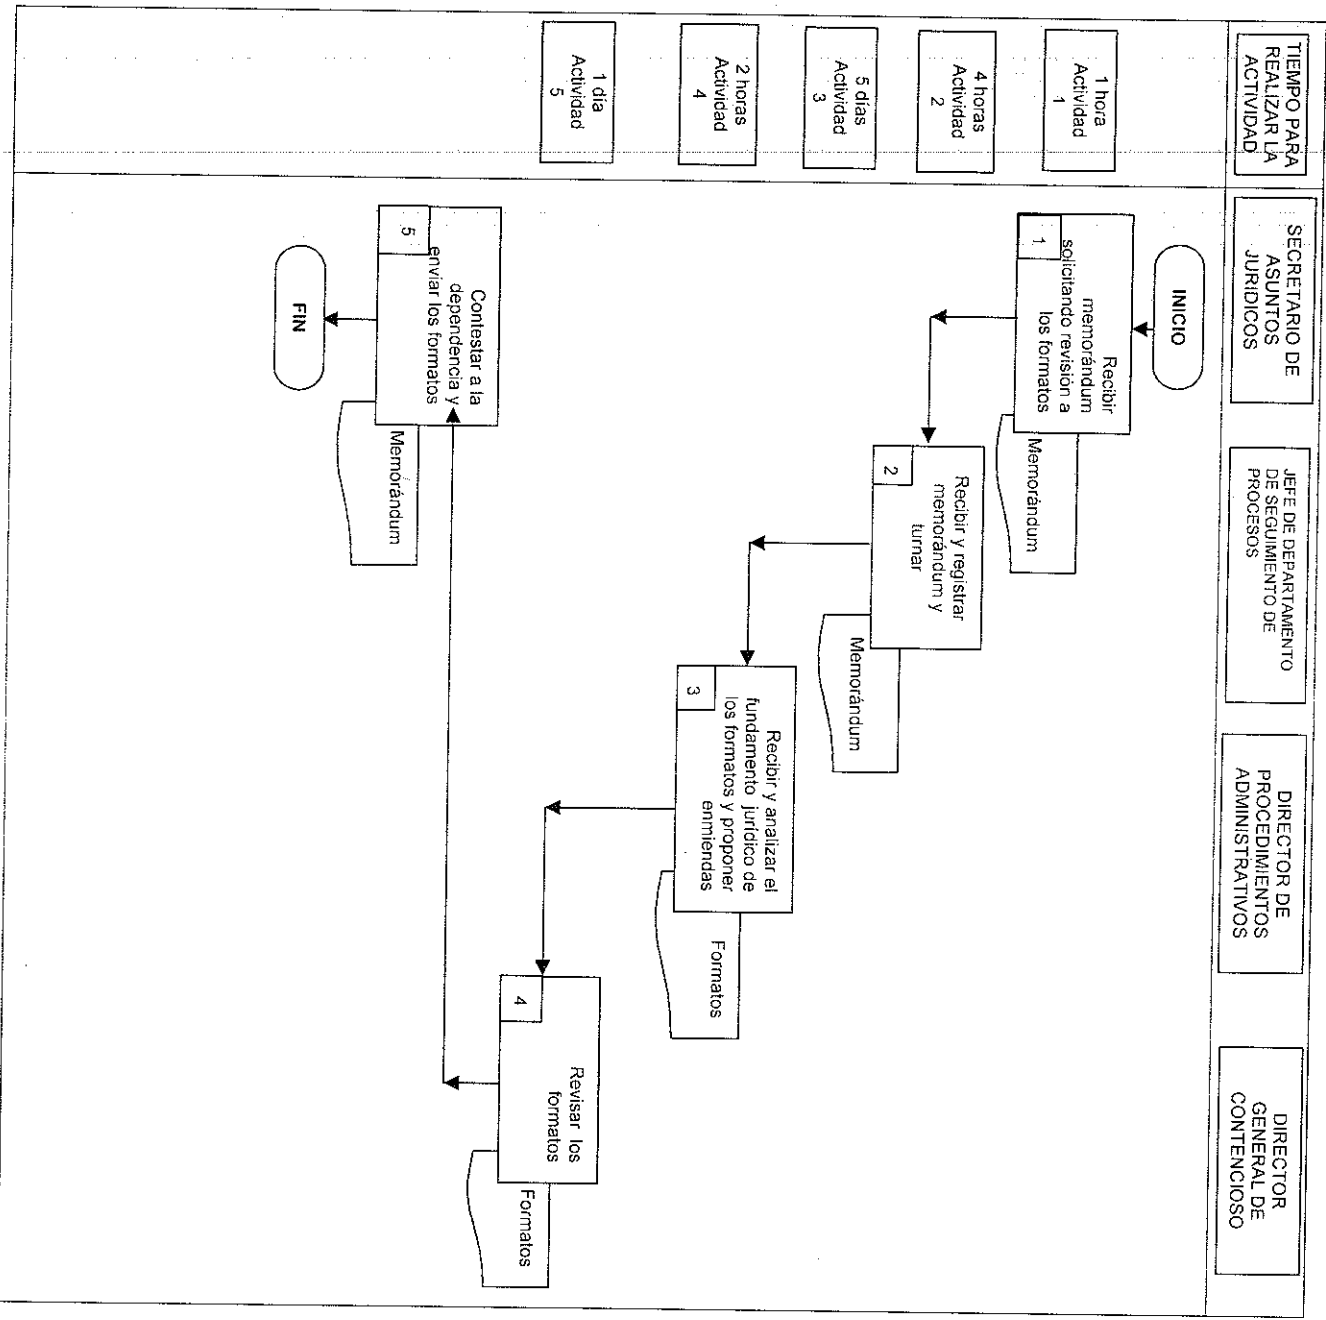 TIEMPO PARA
REALIZAR LA
ACTIVIDAD
SECRETARIO DE
ASUNTOS
JURIDICOS
JEFE DE DEPARTAMENTO
DE SEGUIMIENTO DE
PROCESOS
DIRECTOR DE
PROCEDIMIENTOS
ADMINISTRATIVOS
DIRECTOR
GENERAL DE
CONTENCIOSO
INICIO
1 hora
Actividad
1
Recibir
memorándum
solicitando revisión a
los formatos
1
Memorándum
4 horas
Actividad
2
Recibir y registrar
memorándum y
turnar
2
Memorándum
5 días
Actividad
3
Recibir y analizar el
fundamento jurídico de
los formatos y proponer
enmiendas
3
Formatos
2 horas
Actividad
4
Revisar los
formatos
4
Formatos
1 día
Actividad
5
Contestar a la
dependencia y
enviar los formatos
5
Memorándum
FIN